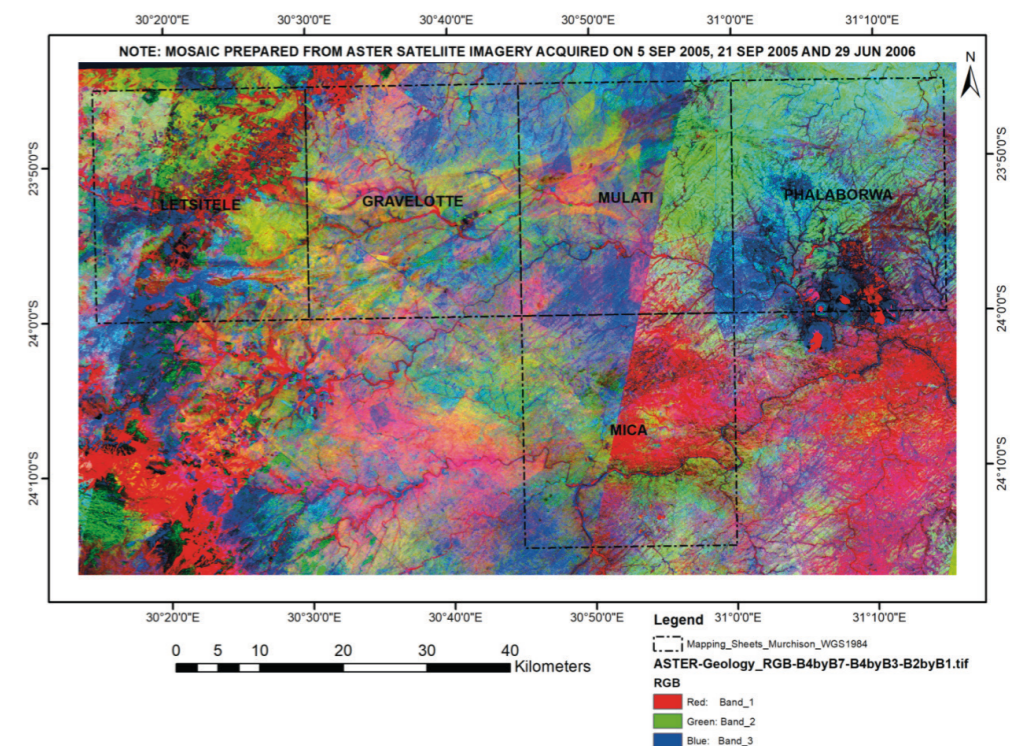 30°20'0"E 30°30'0"E 30°40'0"E 30°50'0"E 31°0'0"E 31°10'0"E
NOTE: MOSAIC PREPARED FROM ASTER SATELIITE IMAGERY ACQUIRED ON 5 SEP 2005, 21 SEP 2005 AND 29 JUN 2006
N
23°50'0"S
23°50'0"S
LETSITELE GRAVELOTTE MULATI PHALABORWA
24°0'0"S
24°0'0"S
MICA
24°10'0"S
24°10'0"S
30°20'0"E 30°30'0"E 30°40'0"E 30°50'0"E 31°0'0"E 31°10'0"E
0 5 10 20 30 40
Kilometers
Legend
Mapping_Sheets_Murchison_WGS1984
ASTER-Geology_RGB-B4byB7-B4byB3-B2byB1.tif
RGB
Red: Band_1
Green: Band_2
Blue: Band_3